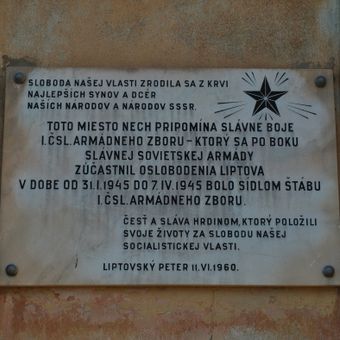 SLOBODA NAŠEJ VLASTI ZRODILA SA Z KRVI
NAJLEPŠÍCH SYNOV A DCÉR
NAŠICH NÁRODOV A NÁRODOV SSSR.
TOTO MIESTO NECH PRIPOMÍNA SLÁVNE BOJE
I. ČSL. ARMÁDNEHO ZBORU – KTORÝ SA PO BOKU
SLÁVNEJ SOVIETSKEJ ARMÁDY
ZÚČASTNIL OSLOBODENIA LIPTOVA
V DOBE OD 31. I. 1945 DO 7. IV. 1945 BOLO SÍDLOM ŠTÁBU
I. ČSL. ARMÁDNEHO ZBORU.
ČESŤ A SLÁVA HRDINOM, KTORÝ POLOŽILI
SVOJE ŽIVOTY ZA SLOBODU NAŠEJ
SOCIALISTICKEJ VLASTI.
LIPTOVSKÝ PETER 11. VI. 1960.